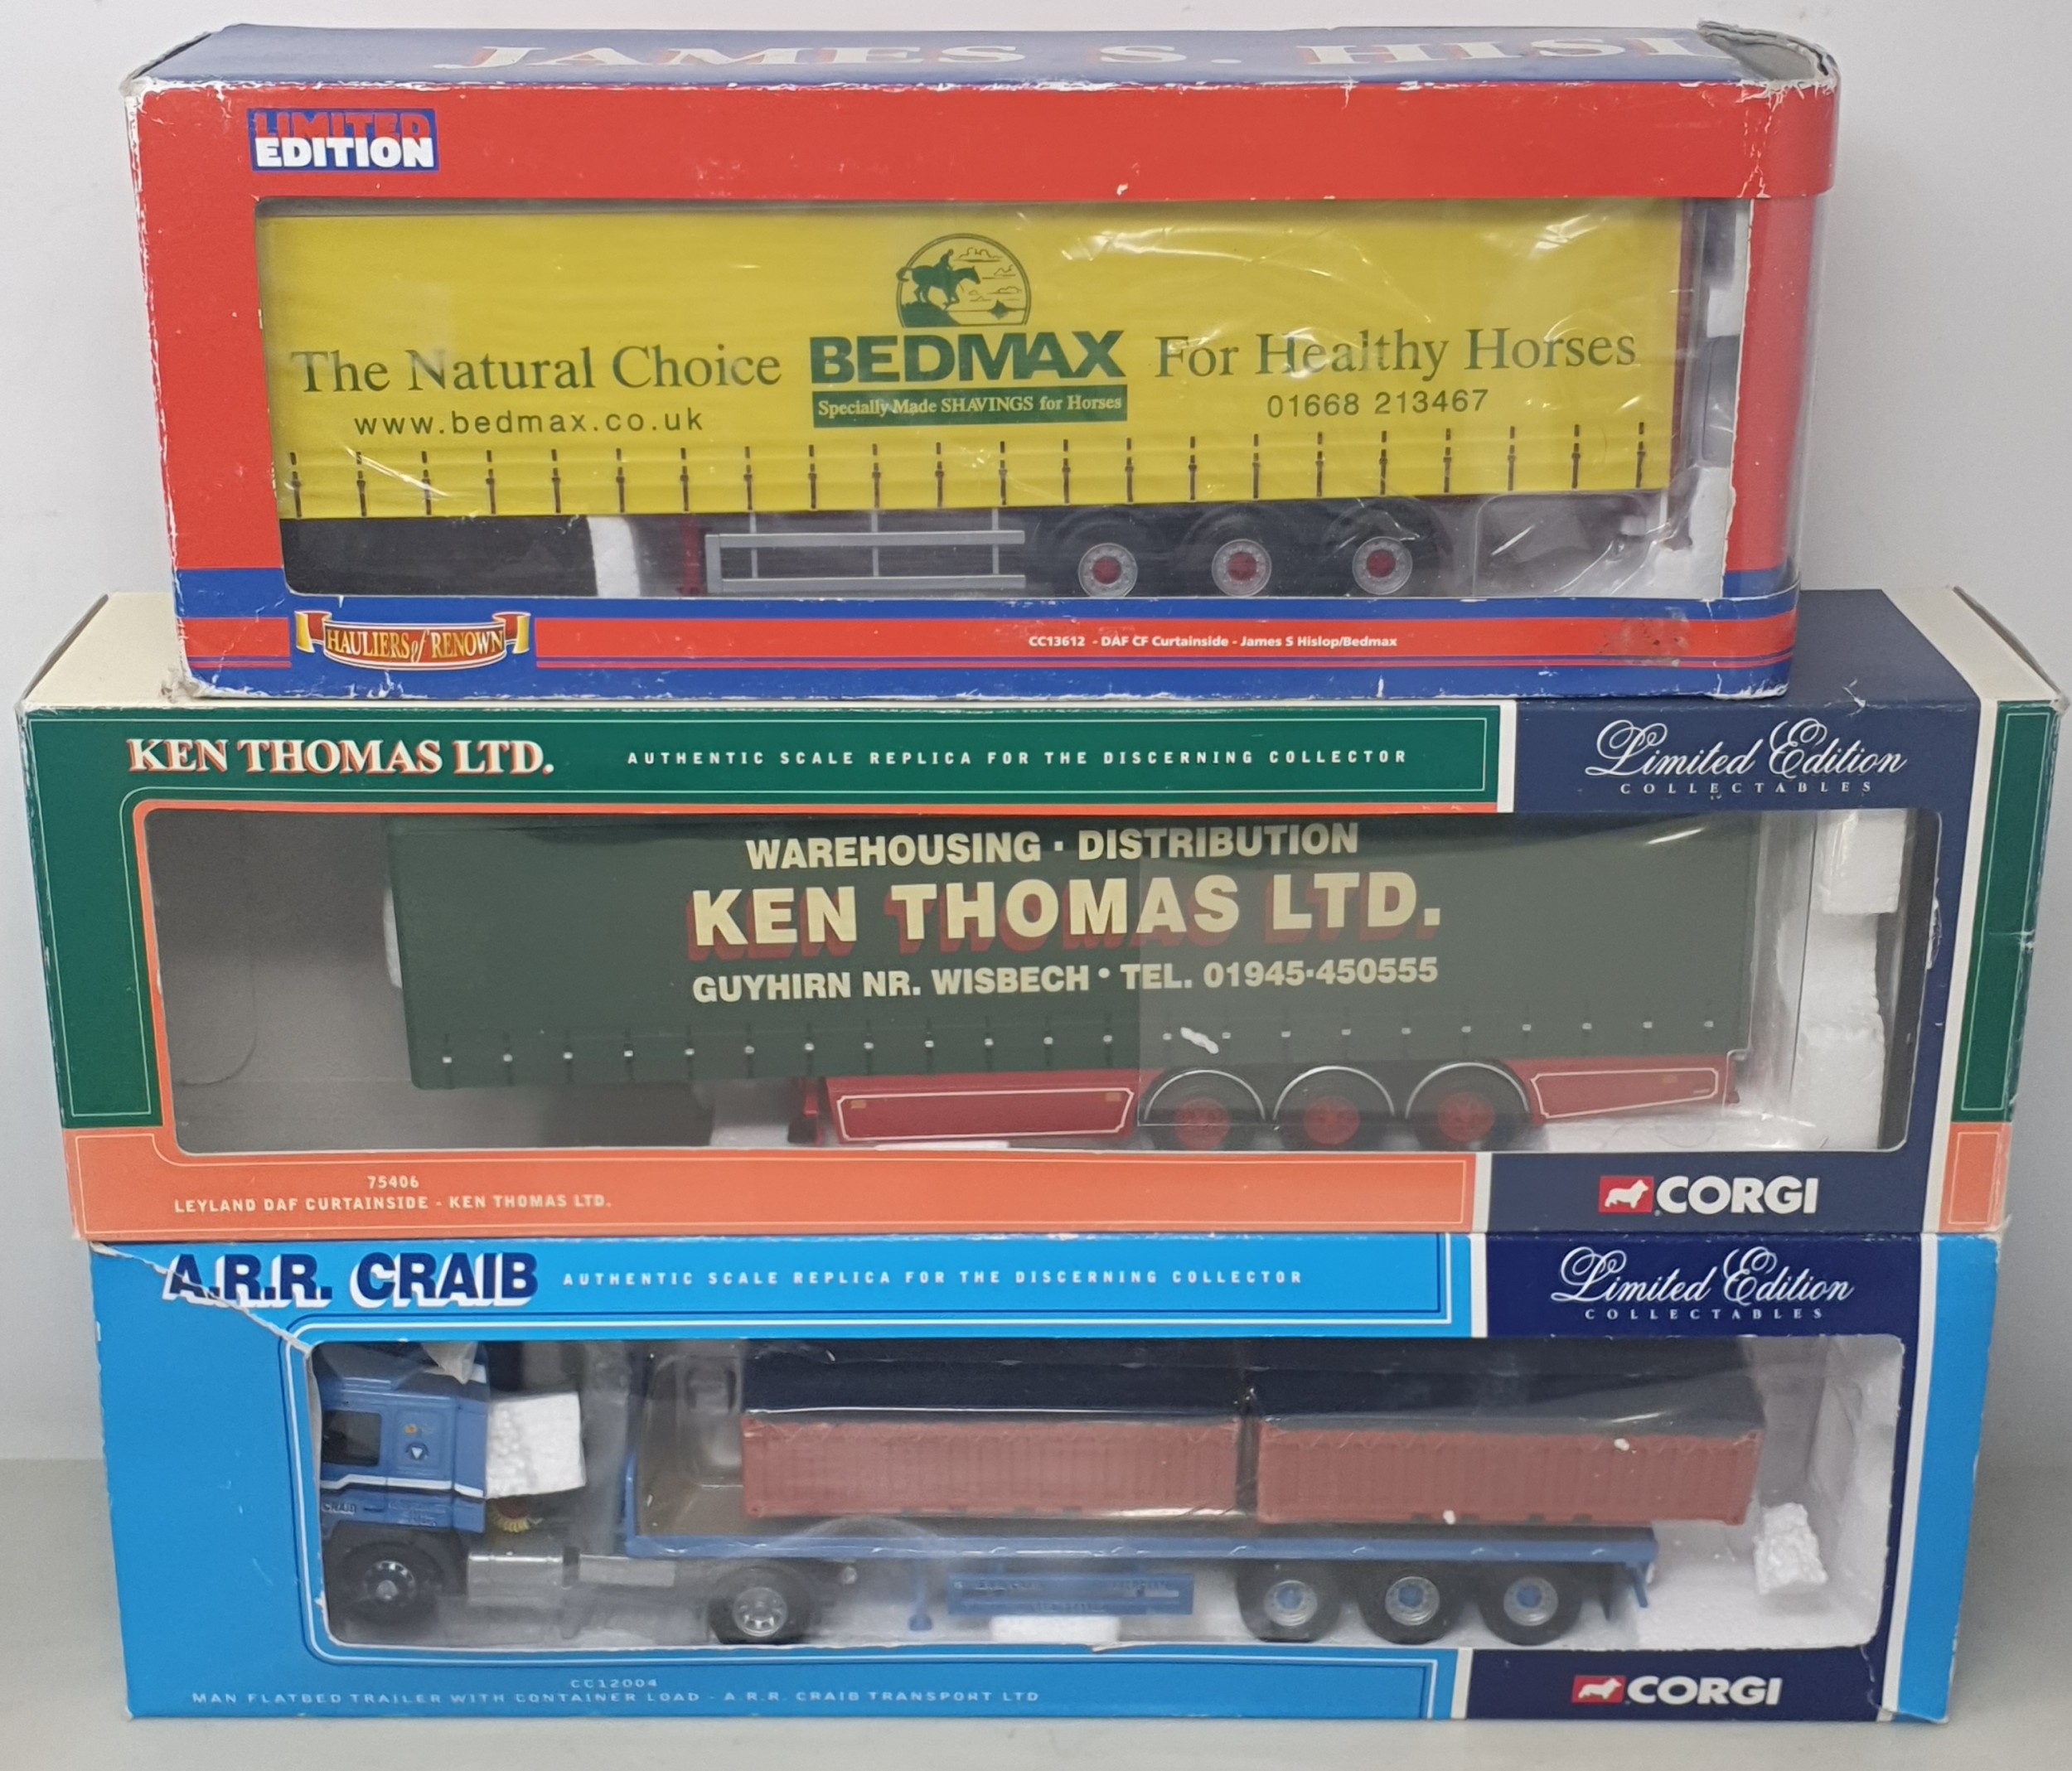 JAMES S. HISL
LIMITED
EDITION
The Natural Choice BEDMAX For Healthy Horses
www.bedmax.co.uk Specially Made SHAVINGS for Horses 01668 213467
HAULIERS of RENOWN
CC13612 - DAF CF Curtainside - James S Hislop/Bedmax
KEN THOMAS LTD. AUTHENTIC SCALE REPLICA FOR THE DISCERNING COLLECTOR Limited Edition
COLLECTABLES
WAREHOUSING · DISTRIBUTION
KEN THOMAS LTD.
GUYHIRN NR. WISBECH • TEL. 01945·450555
75406
LEYLAND DAF CURTAINSIDE - KEN THOMAS LTD.
CORGI
A.R.R. CRAIB AUTHENTIC SCALE REPLICA FOR THE DISCERNING COLLECTOR Limited Edition
COLLECTABLES
CRAIB
CC12004
MAN FLATBED TRAILER WITH CONTAINER LOAD - A.R.R. CRAIB TRANSPORT LTD
CORGI